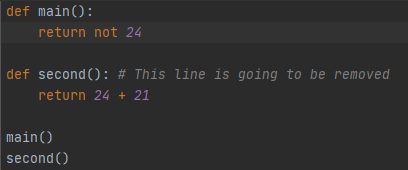 def main():
    return not 24

def second(): # This line is going to be removed
    return 24 + 21

main()
second()